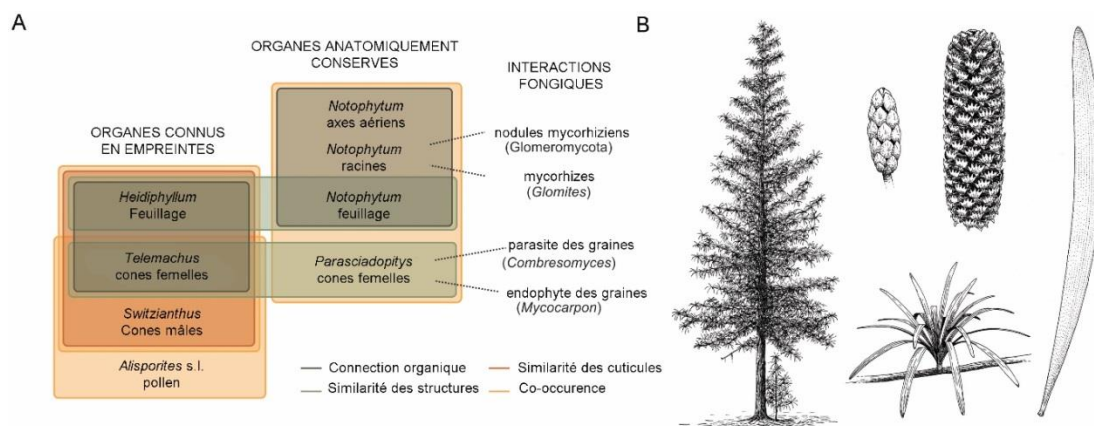 A
B
ORGANES ANATOMIQUEMENT
CONSERVES
INTERACTIONS
FONGIQUES
ORGANES CONNUS
EN EMPREINTES
Notophytum
axes aériens
Notophytum
racines
nodules mycorhiziens
(Glomeromycota)
mycorhizes
(Glomites)
Heidiphyllum
Feuillage
Notophytum
feuillage
Telemachus
cones femelles
Parasciadopitys
cones femelles
parasite des graines
(Combresomyces)
endophyte des graines
(Mycocarpon)
Switzianthus
Cones mâles
Alisporites s.l.
pollen
Connection organique
Similarité des cuticules
Similarité des structures
Co-occurence